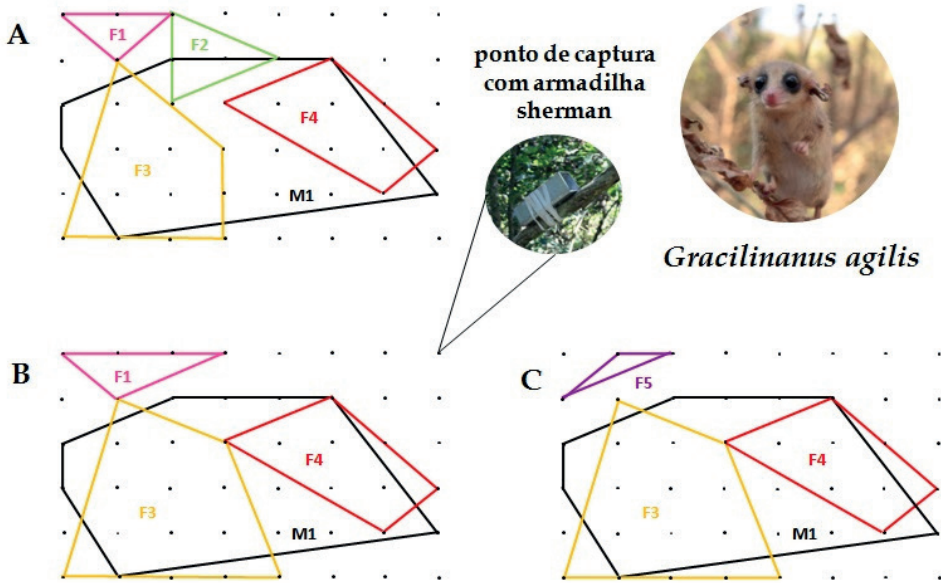 A
F1
F2
F3
F4
M1
ponto de captura
com armadilha
sherman
Gracilinanus agilis
B
F1
F3
F4
M1
C
F5
F3
F4
M1